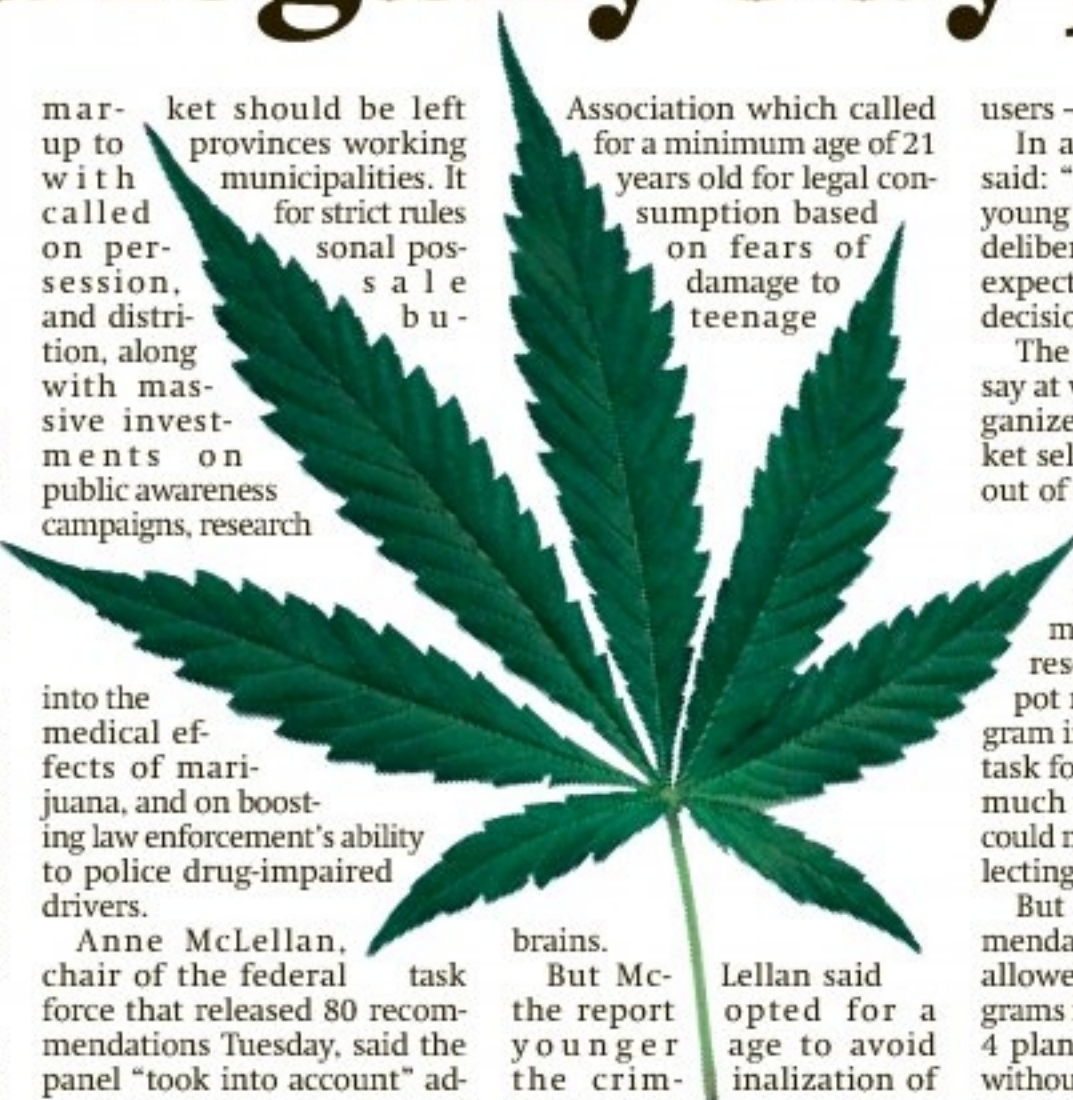 mar- ket should be left
up to provinces working
with municipalities. It
called for strict rules
on per- sonal pos-
session, sale
and distri- bu-
tion, along
with mas-
sive invest-
ments on
public awareness
campaigns, research
into the
medical ef-
fects of mari-
juana, and on boost-
ing law enforcement's ability
to police drug-impaired
drivers.
Anne McLellan,
chair of the federal task
force that released 80 recom-
mendations Tuesday, said the
panel “took into account” ad-
Association which called
for a minimum age of 21
years old for legal con-
sumption based
on fears of
damage to
teenage
brains.
But Mc- Lellan said
the report opted for a
younger age to avoid
the crim- inalization of
users -
In a
said: “
young
deliber
expect
decisio
The
say at
ganize
ket sel
out of
m
res
pot
gram i
task fo
much
could
lecting
But
menda
allowe
grams
4 plan
withou